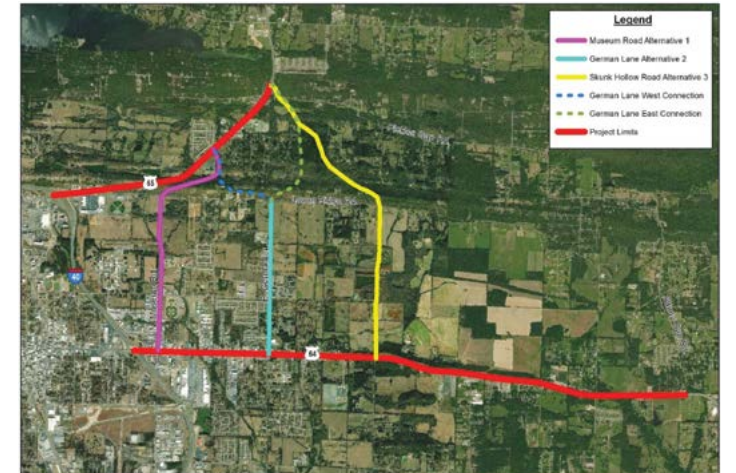 Legend
Museum Road Alternative 1
German Lane Alternative 2
Skunk Hollow Road Alternative 3
German Lane West Connection
German Lane East Connection
Project Limits
65
40
64